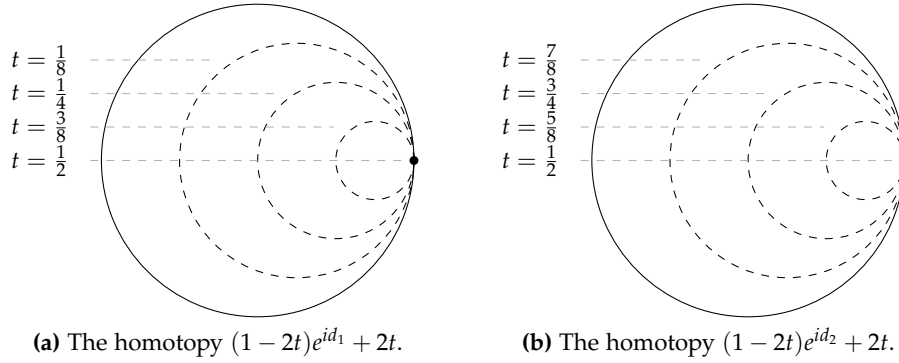 t = 1/8
t = 1/4
t = 3/8
t = 1/2
(a) The homotopy (1 − 2t)e^{id_1} + 2t.
t = 7/8
t = 3/4
t = 5/8
t = 1/2
(b) The homotopy (1 − 2t)e^{id_2} + 2t.